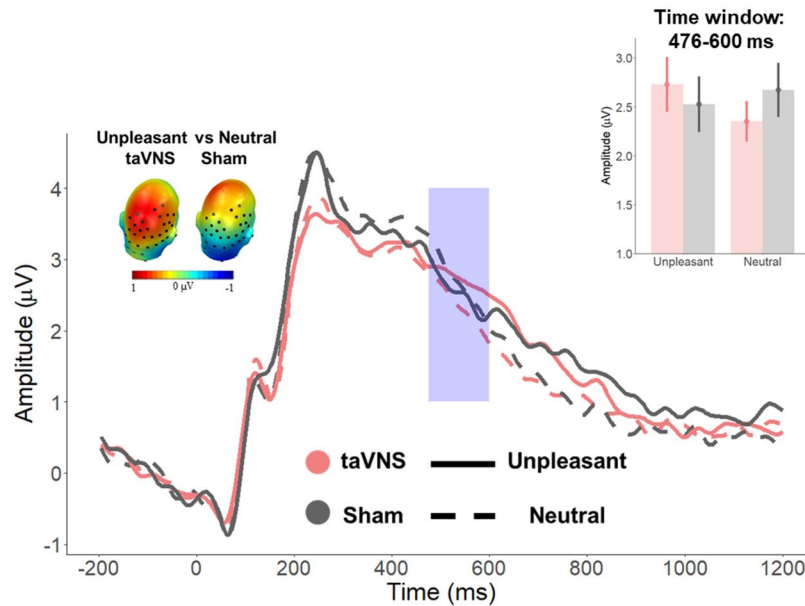 Time window:
476-600 ms
Amplitude (μV)
3.0
2.5
2.0
1.5
1.0
Unpleasant
Neutral
Unpleasant vs Neutral
taVNS Sham
1 0 μV -1
Amplitude (μV)
4
3
2
1
0
-1
taVNS Unpleasant
Sham Neutral
-200 0 200 400 600 800 1000 1200
Time (ms)